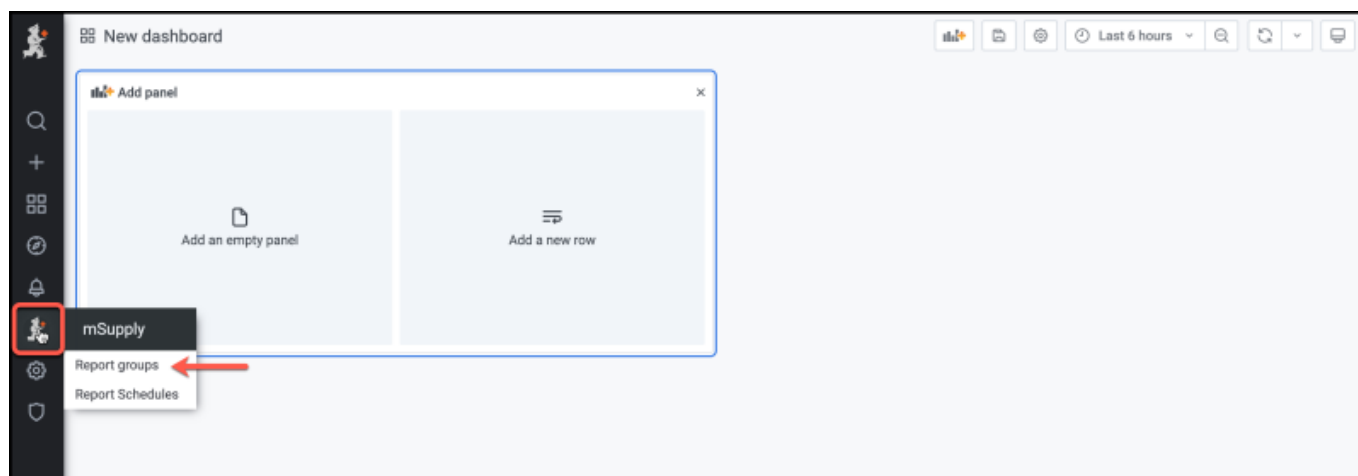 New dashboard
Last 6 hours
Add panel
Add an empty panel
Add a new row
mSupply
Report groups
Report Schedules